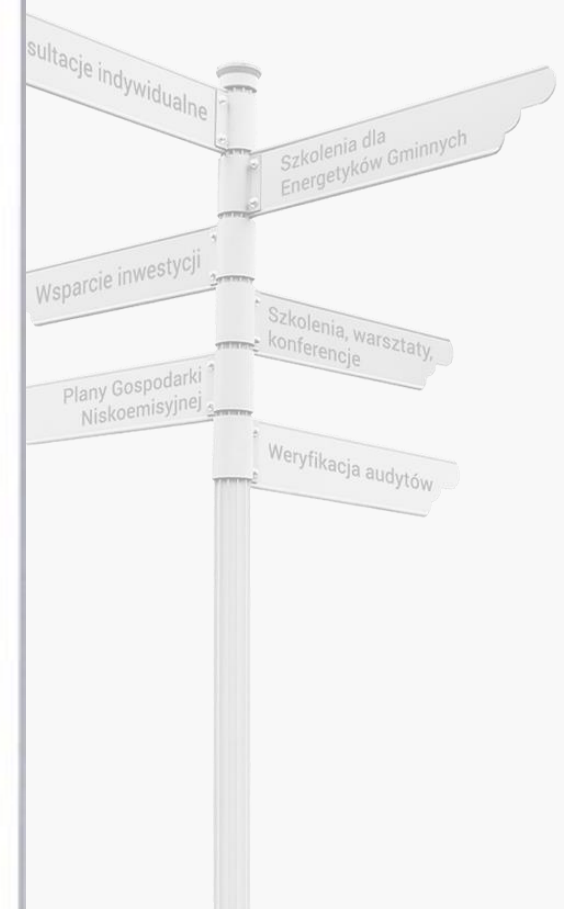 sultacje indywidualne
Szkolenia dla
Energetyków Gminnych
Wsparcie inwestycji
Szkolenia, warsztaty,
konferencje
Plany Gospodarki
Niskoemisyjnej
Weryfikacja audytów